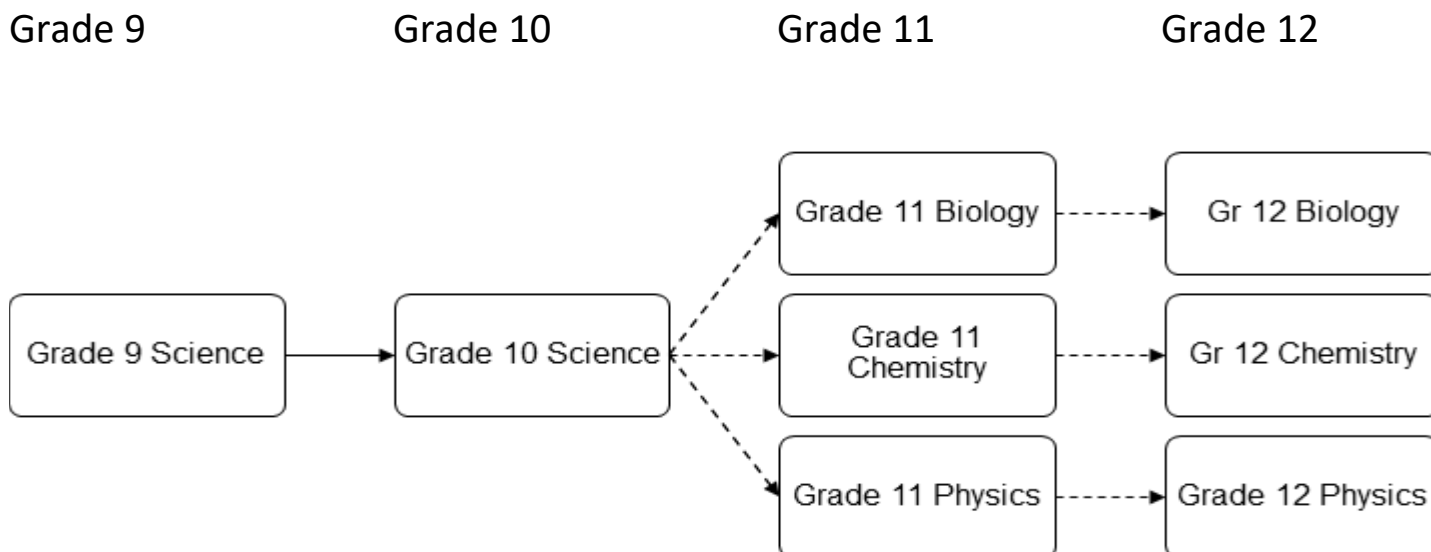 Grade 9 Grade 10 Grade 11 Grade 12
Grade 11 Biology
Gr 12 Biology
Grade 9 Science
Grade 10 Science
Grade 11
Chemistry
Gr 12 Chemistry
Grade 11 Physics
Grade 12 Physics